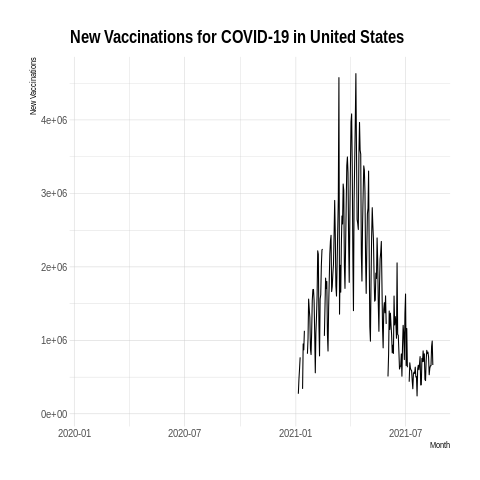 New Vaccinations for COVID-19 in United States
New Vaccinations
4e+06
3e+06
2e+06
1e+06
0e+00
2020-01
2020-07
2021-01
2021-07
Month